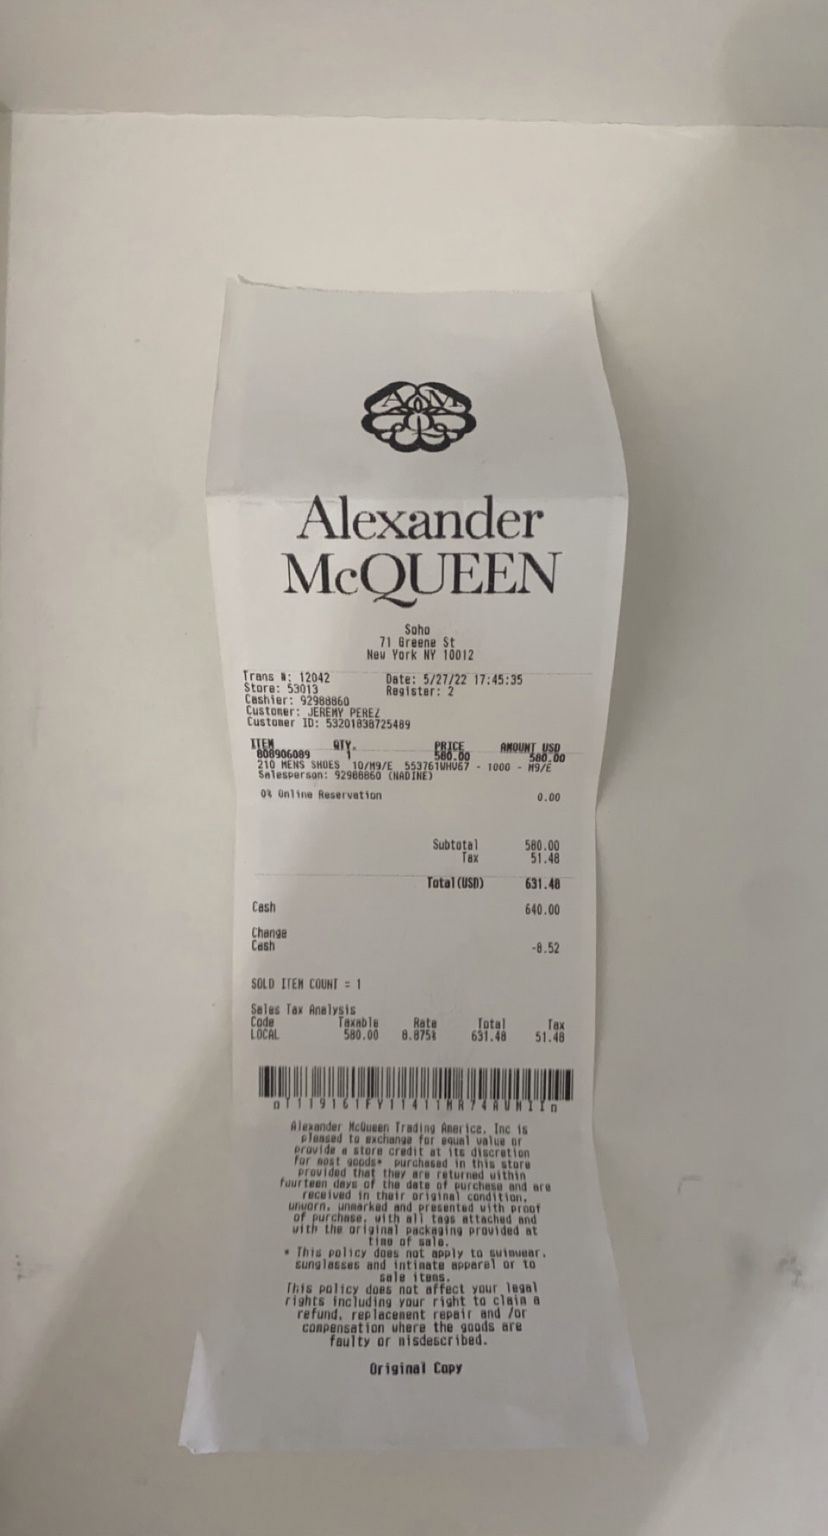 Alexander
McQUEEN
Soho
71 Greene St
New York NY 10012
Trans #: 12042 Date: 5/27/22 17:45:35
Store: 53013 Register: 2
Cashier: 92988860
Customer: JEREMY PEREZ
Customer ID: 53201838725489
ITEM QTY. PRICE AMOUNT USD
808906089 1 580.00 580.00
210 MENS SHOES 10/M9/E 553761WHV67 - 1000 - M9/E
Salesperson: 92988860 (NADINE)
0% Online Reservation 0.00
Subtotal 580.00
Tax 51.48
Total(USD) 631.48
Cash 640.00
Change
Cash -8.52
SOLD ITEM COUNT = 1
Sales Tax Analysis
Code Taxable Rate Total Tax
LOCAL 580.00 8.875% 631.48 51.48
Alexander McQueen Trading America, Inc is
pleased to exchange for equal value or
provide a store credit at its discretion
for most goods* purchased in this store
provided that they are returned within
fourteen days of the date of purchase and are
received in their original condition,
unworn, unmarked and presented with proof
of purchase, with all tags attached and
with the original packaging provided at
time of sale.
* This policy does not apply to swimwear,
sunglasses and intimate apparel or to
sale items.
This policy does not affect your legal
rights including your right to claim a
refund, replacement repair and /or
compensation where the goods are
faulty or misdescribed.
Original Copy